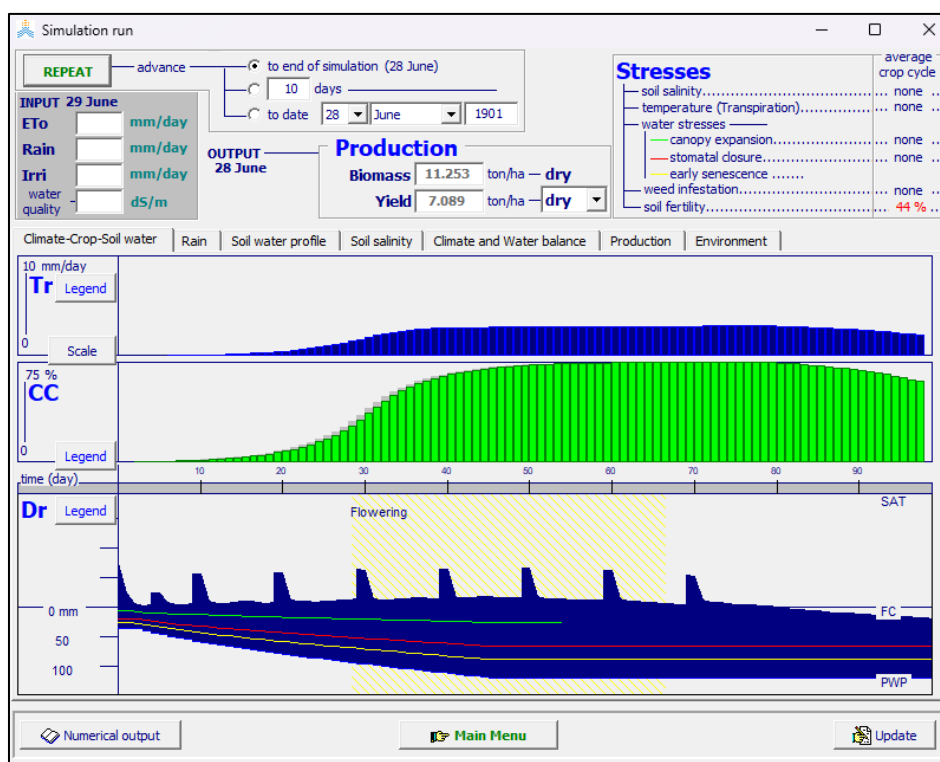 Simulation run
REPEAT
advance
to end of simulation (28 June)
10 days
to date 28 June 1901
INPUT 29 June
ETo mm/day
Rain mm/day
Irri mm/day
water quality dS/m
OUTPUT
28 June
Production
Biomass 11.253 ton/ha dry
Yield 7.089 ton/ha dry
Stresses
average
crop cycle
soil salinity.......................................... none ..
temperature (Transpiration)..................... none ..
water stresses
canopy expansion........................ none ..
stomatal closure......................... none ..
early senescence .......
weed infestation.................................... none ..
soil fertility............................................ 44 % ..
Climate-Crop-Soil water Rain Soil water profile Soil salinity Climate and Water balance Production Environment
10 mm/day
Tr Legend
0
Scale
75 %
CC
0
Legend
time (day) 10 20 30 40 50 60 70 80 90
Dr Legend
Flowering
SAT
0 mm
FC
50
100
PWP
Numerical output
Main Menu
Update